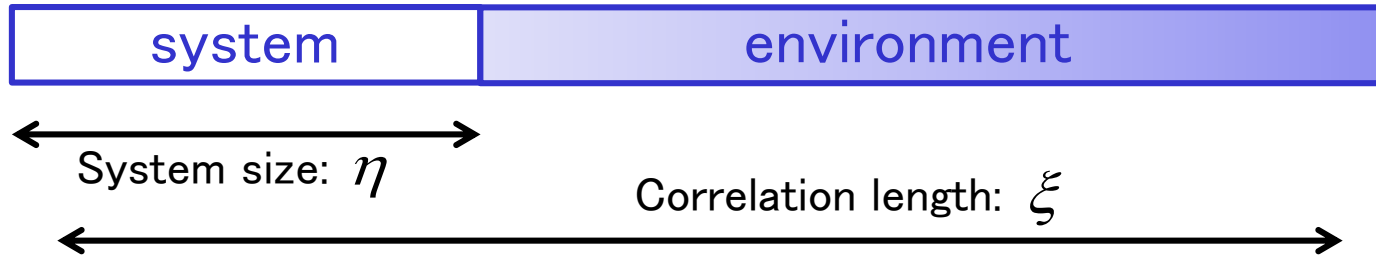 system environment
System size: η
Correlation length: ξ